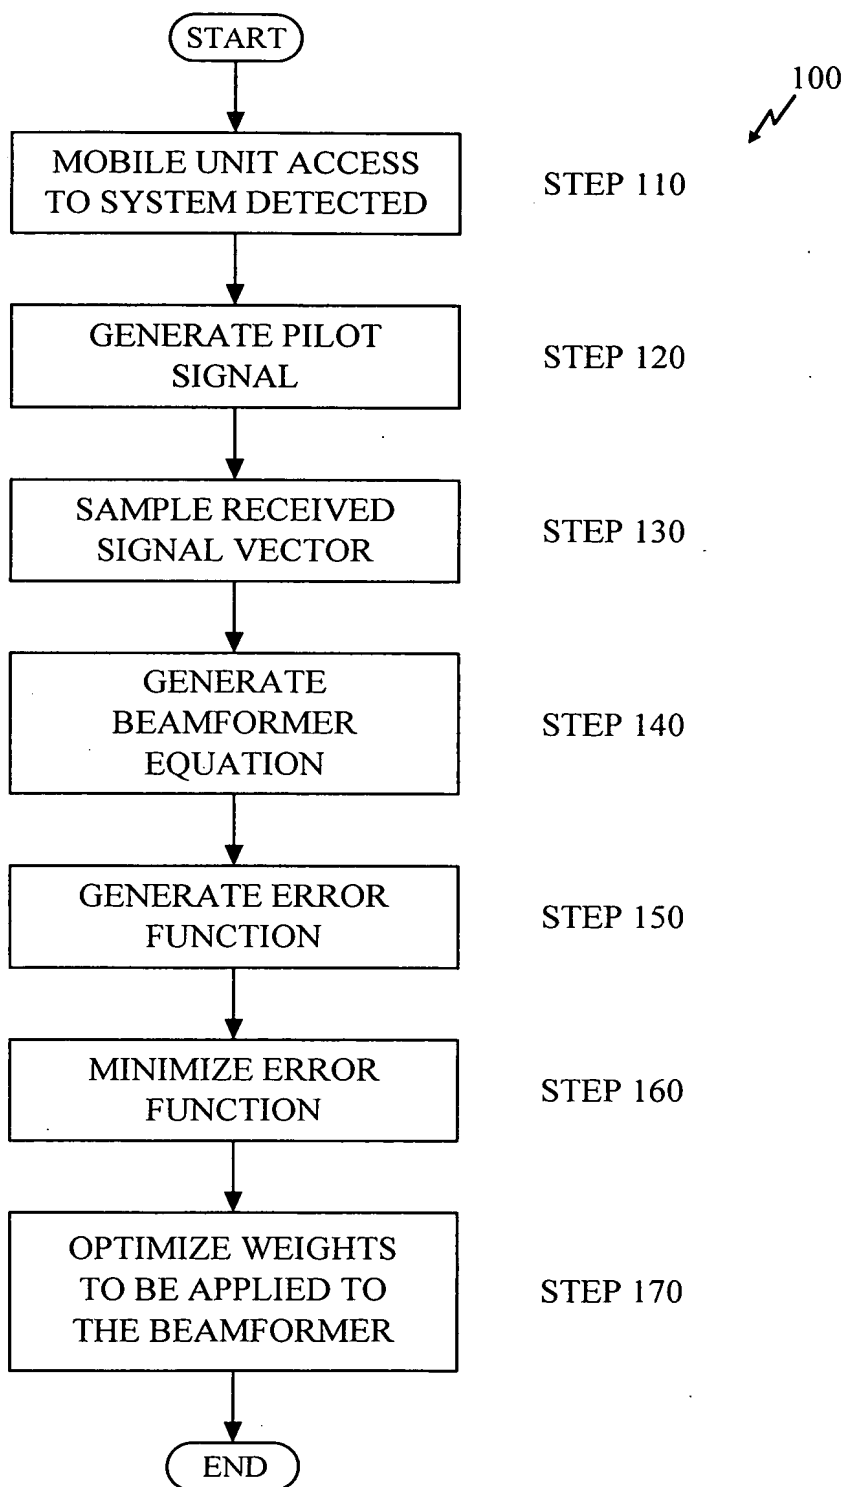 START
100
MOBILE UNIT ACCESS
TO SYSTEM DETECTED
STEP 110
GENERATE PILOT
SIGNAL
STEP 120
SAMPLE RECEIVED
SIGNAL VECTOR
STEP 130
GENERATE
BEAMFORMER
EQUATION
STEP 140
GENERATE ERROR
FUNCTION
STEP 150
MINIMIZE ERROR
FUNCTION
STEP 160
OPTIMIZE WEIGHTS
TO BE APPLIED TO
THE BEAMFORMER
STEP 170
END